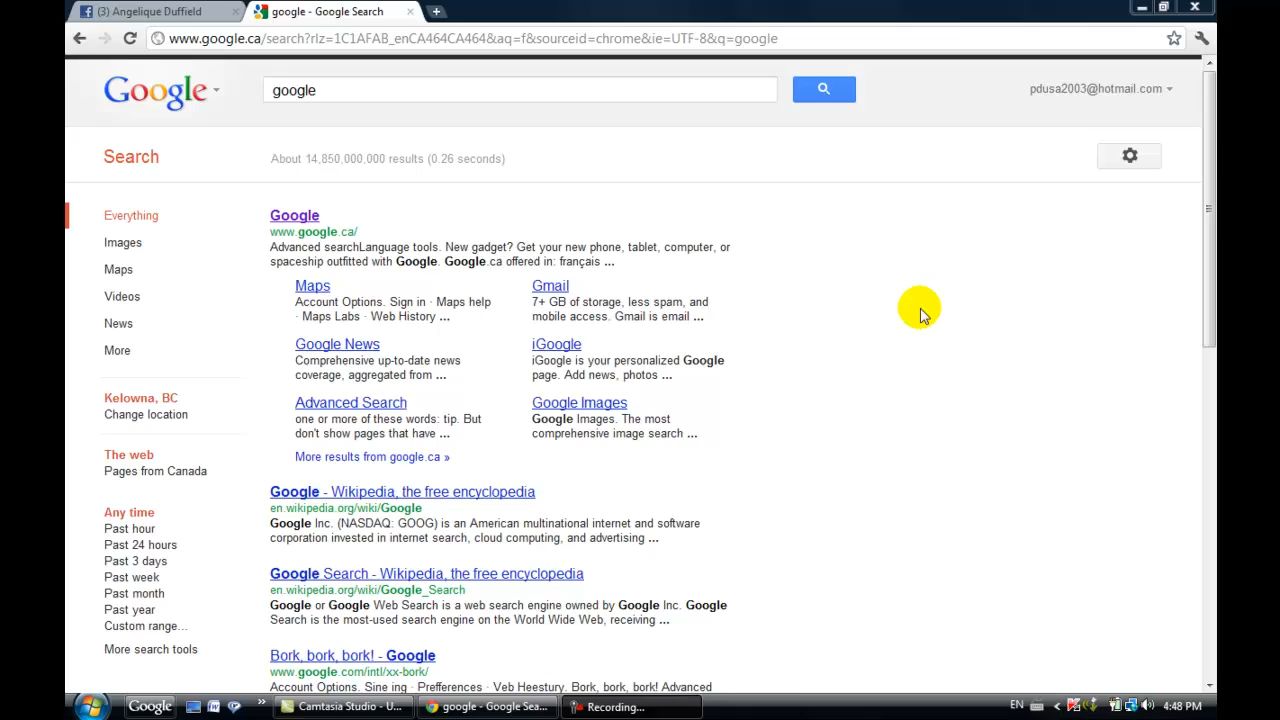 (3) Angelique Duffield
google - Google Search
www.google.ca/search?rlz=1C1AFAB_enCA464CA464&aq=f&sourceid=chrome&ie=UTF-8&q=google
Google
google
pdusa2003@hotmail.com
Search
About 14,850,000,000 results (0.26 seconds)
Everything
Images
Maps
Videos
News
More
Kelowna, BC
Change location
The web
Pages from Canada
Any time
Past hour
Past 24 hours
Past 3 days
Past week
Past month
Past year
Custom range...
More search tools
Google
www.google.ca/
Advanced searchLanguage tools. New gadget? Get your new phone, tablet, computer, or
spaceship outfitted with Google. Google.ca offered in: français ...
Maps
Account Options. Sign in · Maps help
· Maps Labs · Web History ...
Gmail
7+ GB of storage, less spam, and
mobile access. Gmail is email ...
Google News
Comprehensive up-to-date news
coverage, aggregated from ...
iGoogle
iGoogle is your personalized Google
page. Add news, photos ...
Advanced Search
one or more of these words: tip. But
don't show pages that have ...
Google Images
Google Images. The most
comprehensive image search ...
More results from google.ca »
Google - Wikipedia, the free encyclopedia
en.wikipedia.org/wiki/Google
Google Inc. (NASDAQ: GOOG) is an American multinational internet and software
corporation invested in internet search, cloud computing, and advertising ...
Google Search - Wikipedia, the free encyclopedia
en.wikipedia.org/wiki/Google_Search
Google or Google Web Search is a web search engine owned by Google Inc. Google
Search is the most-used search engine on the World Wide Web, receiving ...
Bork, bork, bork! - Google
www.google.com/intl/xx-bork/
Account Options. Sine ing · Prefferences · Veb Heestury. Bork, bork, bork! Advanced
Google
»
Camtasia Studio - U...
google - Google Sea...
Recording...
EN
4:48 PM